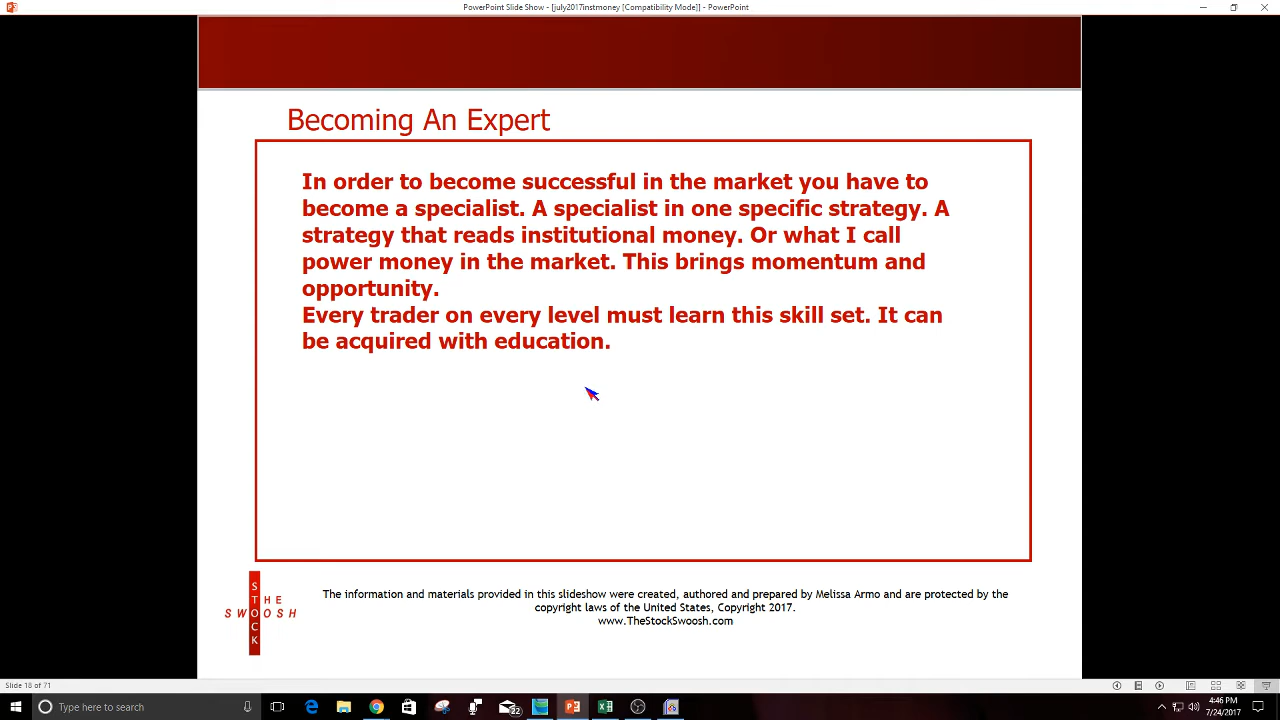 PowerPoint Slide Show - [july2017instmoney [Compatibility Mode]] - PowerPoint
Becoming An Expert
In order to become successful in the market you have to
become a specialist. A specialist in one specific strategy. A
strategy that reads institutional money. Or what I call
power money in the market. This brings momentum and
opportunity.
Every trader on every level must learn this skill set. It can
be acquired with education.
THE
STOCK
SWOOSH
The information and materials provided in this slideshow were created, authored and prepared by Melissa Armo and are protected by the
copyright laws of the United States, Copyright 2017.
www.TheStockSwoosh.com
Slide 18 of 71
Type here to search
22
4:46 PM
7/24/2017